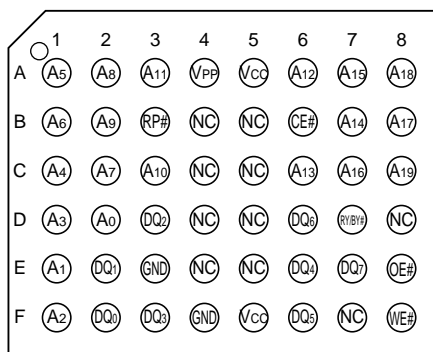 1 2 3 4 5 6 7 8
A A5 A8 A11 VPP VCC A12 A15 A18
B A6 A9 RP# NC NC CE# A14 A17
C A4 A7 A10 NC NC A13 A16 A19
D A3 A0 DQ2 NC NC DQ6 RY/BY# NC
E A1 DQ1 GND NC NC DQ4 DQ7 OE#
F A2 DQ0 DQ3 GND VCC DQ5 NC WE#